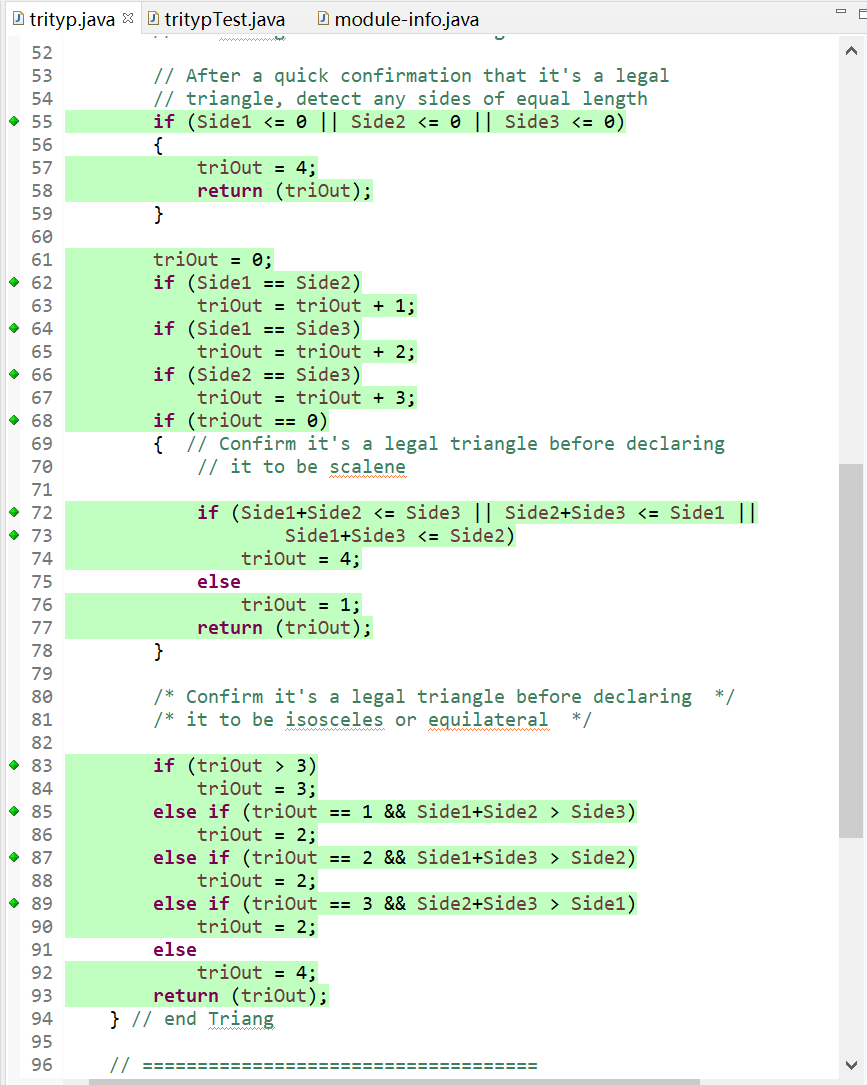 trityp.java tritypTest.java module-info.java
52
53 // After a quick confirmation that it's a legal
54 // triangle, detect any sides of equal length
55 if (Side1 <= 0 || Side2 <= 0 || Side3 <= 0)
56 {
57 triOut = 4;
58 return (triOut);
59 }
60
61 triOut = 0;
62 if (Side1 == Side2)
63 triOut = triOut + 1;
64 if (Side1 == Side3)
65 triOut = triOut + 2;
66 if (Side2 == Side3)
67 triOut = triOut + 3;
68 if (triOut == 0)
69 { // Confirm it's a legal triangle before declaring
70 // it to be scalene
71
72 if (Side1+Side2 <= Side3 || Side2+Side3 <= Side1 ||
73 Side1+Side3 <= Side2)
74 triOut = 4;
75 else
76 triOut = 1;
77 return (triOut);
78 }
79
80 /* Confirm it's a legal triangle before declaring */
81 /* it to be isosceles or equilateral */
82
83 if (triOut > 3)
84 triOut = 3;
85 else if (triOut == 1 && Side1+Side2 > Side3)
86 triOut = 2;
87 else if (triOut == 2 && Side1+Side3 > Side2)
88 triOut = 2;
89 else if (triOut == 3 && Side2+Side3 > Side1)
90 triOut = 2;
91 else
92 triOut = 4;
93 return (triOut);
94 } // end Triang
95
96 // ====================================